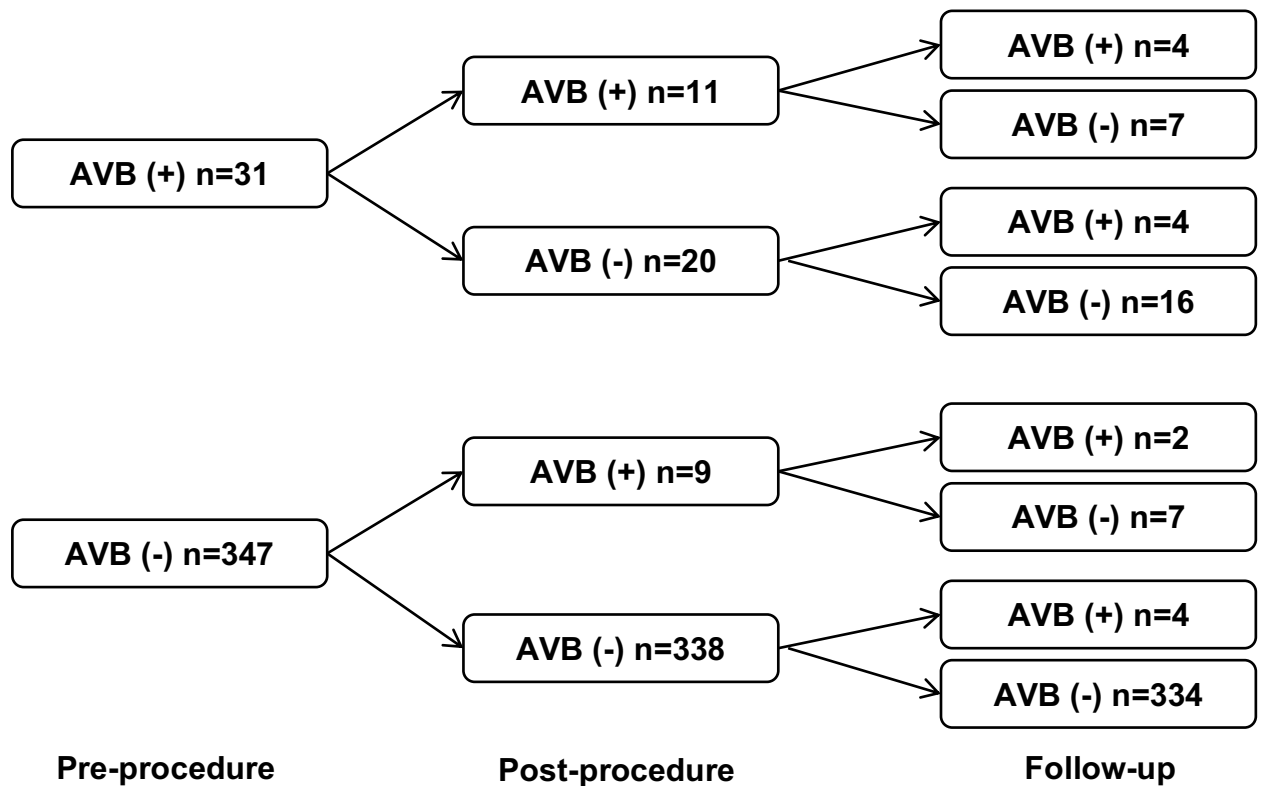 AVB (+) n=31
AVB (+) n=11
AVB (+) n=4
AVB (-) n=7
AVB (-) n=20
AVB (+) n=4
AVB (-) n=16
AVB (-) n=347
AVB (+) n=9
AVB (+) n=2
AVB (-) n=7
AVB (-) n=338
AVB (+) n=4
AVB (-) n=334
Pre-procedure
Post-procedure
Follow-up